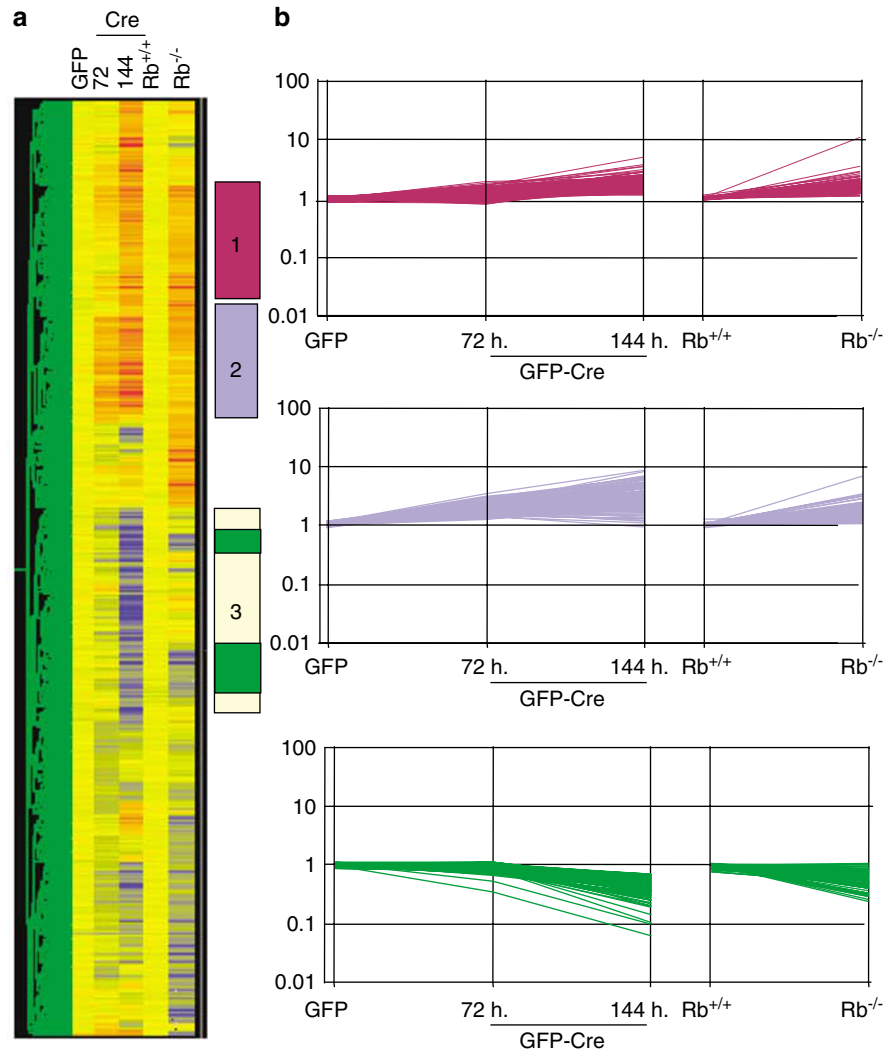 a
Cre
GFP
72
144
Rb+/+
Rb-/-
1
2
3
b
100
10
1
0.1
0.01
GFP 72 h. 144 h. Rb+/+ Rb-/-
GFP-Cre
100
10
1
0.1
0.01
GFP 72 h. 144 h. Rb+/+ Rb-/-
GFP-Cre
100
10
1
0.1
0.01
GFP 72 h. 144 h. Rb+/+ Rb-/-
GFP-Cre